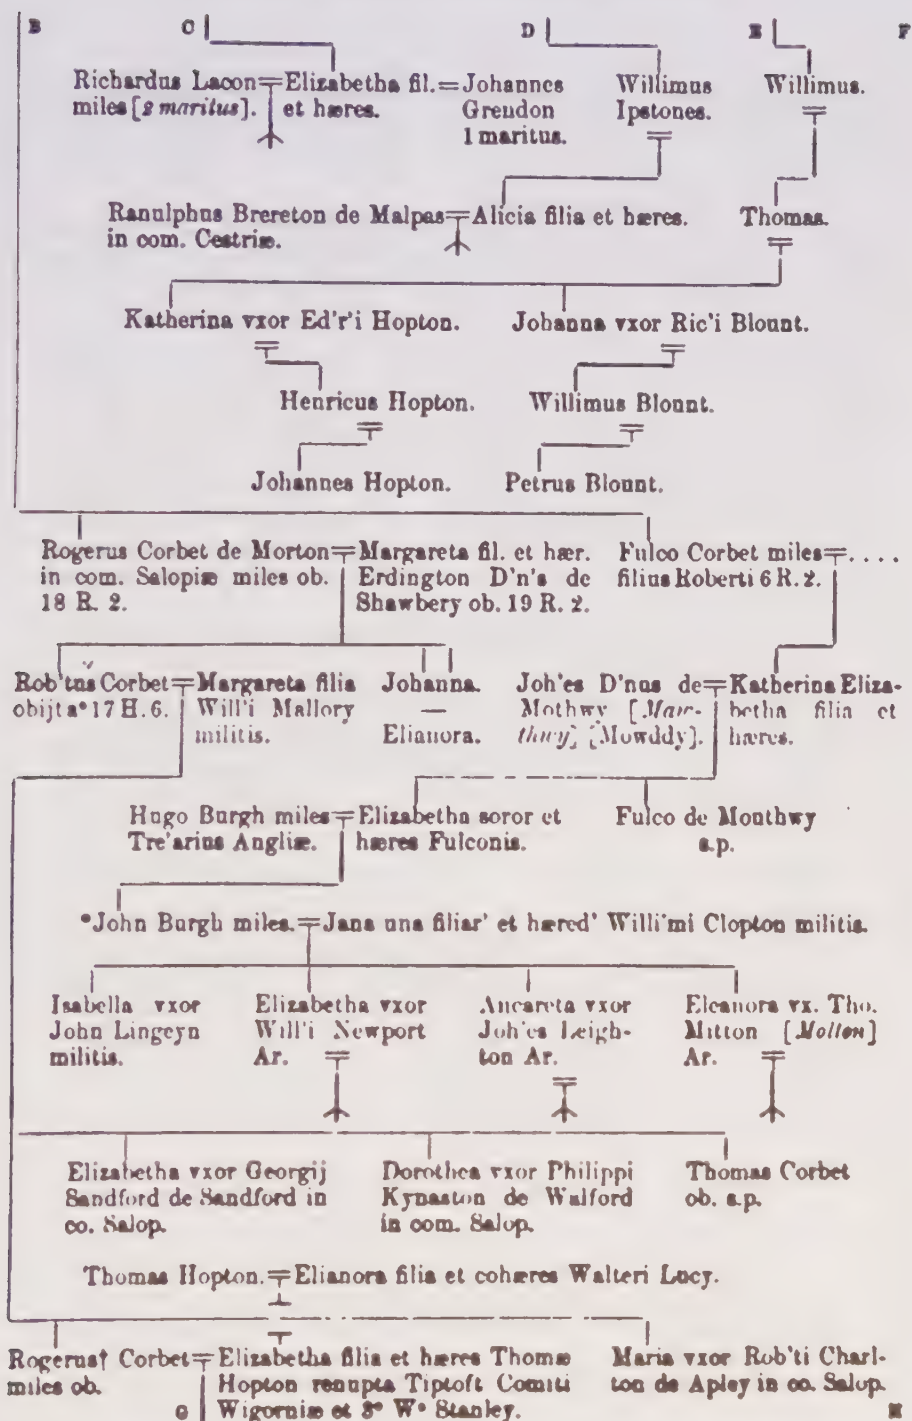 B C D E F
Richardus Lacon = Elizabetha fil. = Johannes Willimus Willimus.
miles [2 maritus]. et hæres. Grendon Ipstones.
1 maritus.
Ranulphus Brereton de Malpas = Alicia filia et hæres. Thomas.
in com. Cestriæ.
Katherina vxor Ed'r'i Hopton. Johanna vxor Ric'i Blount.
Henricus Hopton. Willimus Blount.
Johannes Hopton. Petrus Blount.
Rogerus Corbet de Morton = Margareta fil. et hær. Fulco Corbet miles = ....
in com. Salopiæ miles ob. Erdington D'n's de filius Roberti 6 R. 2.
18 R. 2. Shawbery ob. 19 R. 2.
Rob'tus Corbet = Margareta filia Johanna. Joh'es D'nus de = Katherina Eliza-
obijt a° 17 H. 6. Will'i Mallory — Mothwy [Maw- betha filia et
militis. Elianora. thwy] [Mowddy]. hæres.
Hugo Burgh miles = Elizabetha soror et Fulco de Mouthwy
Tre'arius Angliæ. hæres Fulconis. s.p.
*John Burgh miles. = Jana una filiar' et hæred' Willi'mi Clopton militis.
Isabella vxor Elizabetha vxor Ancareta vxor Eleanora vx. Tho.
John Lingeyn Will'i Newport Joh'es Leigh- Mitton [Motton]
militis. Ar. ton Ar. Ar.
Elizabetha vxor Georgij Dorothea vxor Philippi Thomas Corbet
Sandford de Sandford in Kynaston de Walford ob. s.p.
co. Salop. in com. Salop.
Thomas Hopton. = Elianora filia et cohæres Walteri Lucy.
Rogerus† Corbet = Elizabetha filia et hæres Thomæ Maria vxor Rob'ti Charl-
miles ob. Hopton renupta Tiptoft Comiti ton de Apley in co. Salop.
G Wigorniæ et 3° W° Stanley. H